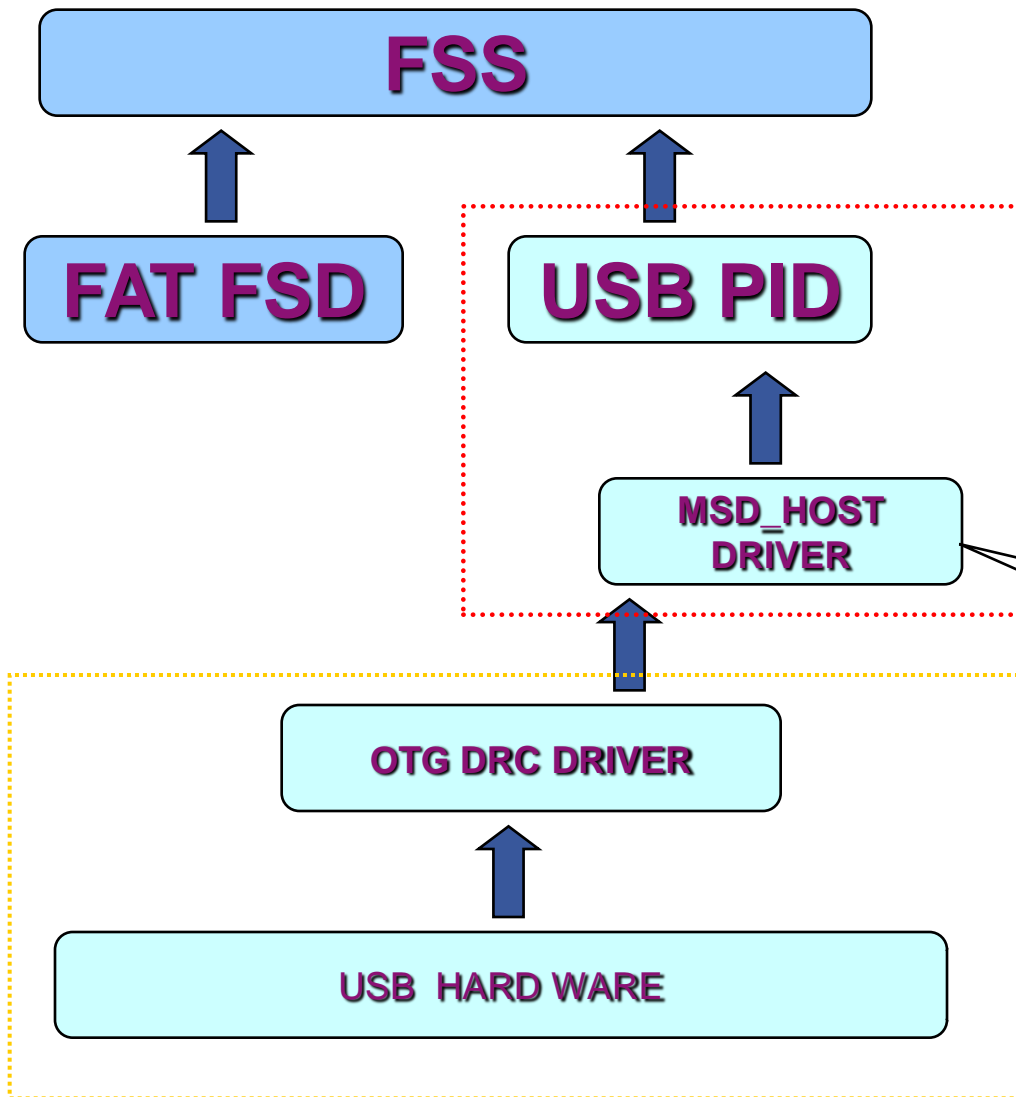 FSS
FAT FSD
USB PID
MSD_HOST
DRIVER
OTG DRC DRIVER
USB HARD WARE